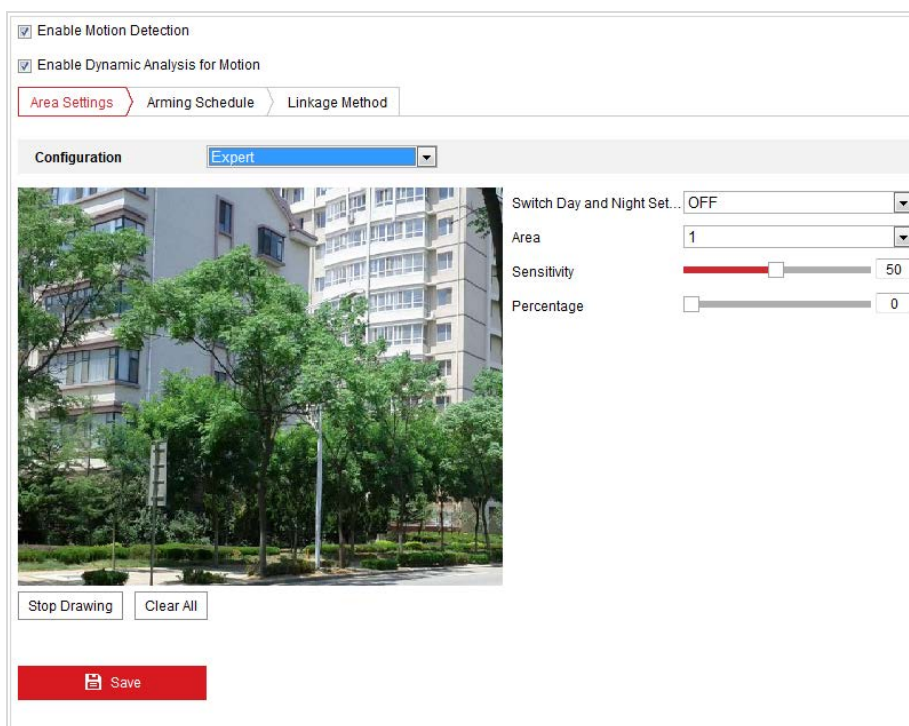 Enable Motion Detection
Enable Dynamic Analysis for Motion
Area Settings Arming Schedule Linkage Method
Configuration Expert
Switch Day and Night Set... OFF
Area 1
Sensitivity 50
Percentage 0
Stop Drawing Clear All
Save